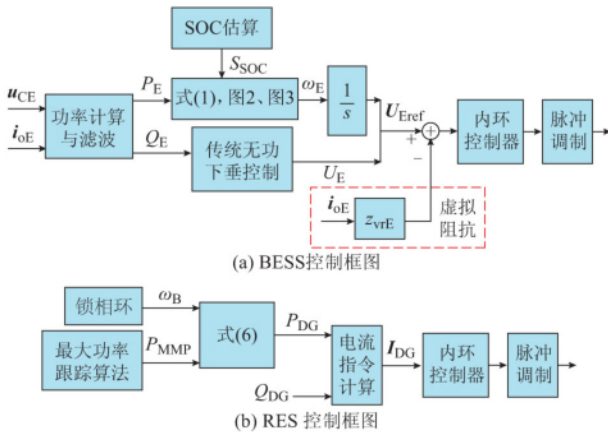 SOC估算
S_SOC
u_CE
i_oE
功率计算
与滤波
P_E
Q_E
式(1),图2、图3
ω_E
1/s
传统无功
下垂控制
U_E
U_Eref
+
−
内环
控制器
脉冲
调制
i_oE
z_vrE
虚拟
阻抗
(a) BESS控制框图
锁相环
ω_B
最大功率
跟踪算法
P_MMP
式(6)
P_DG
Q_DG
电流
指令
计算
I_DG
内环
控制器
脉冲
调制
(b) RES 控制框图